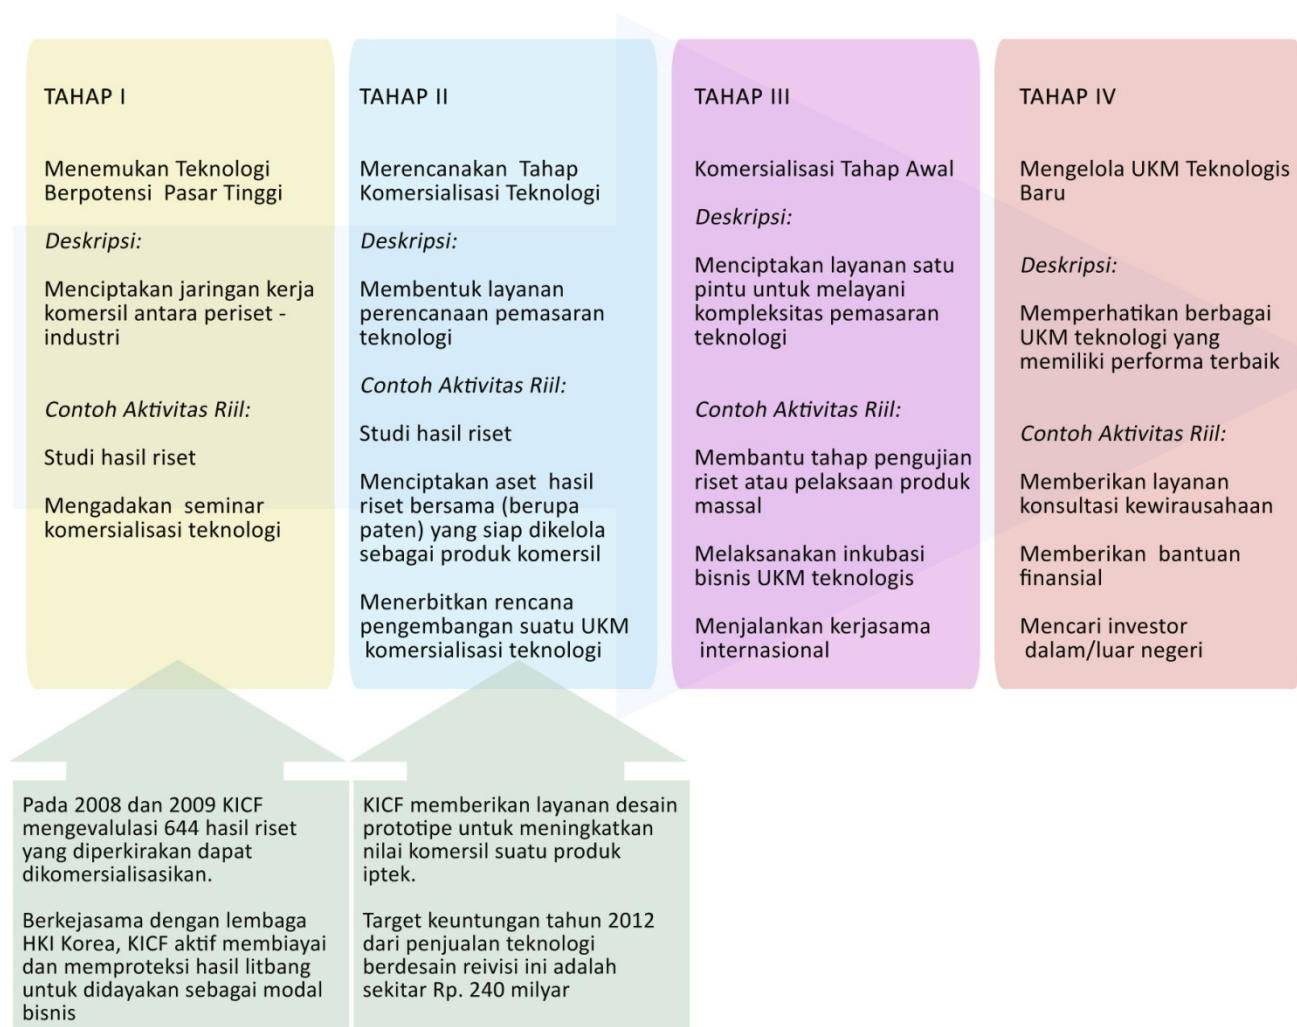 TAHAP I
Menemukan Teknologi
Berpotensi Pasar Tinggi
Deskripsi:
Menciptakan jaringan kerja
komersil antara periset -
industri
Contoh Aktivitas Riil:
Studi hasil riset
Mengadakan seminar
komersialisasi teknologi
TAHAP II
Merencanakan Tahap
Komersialisasi Teknologi
Deskripsi:
Membentuk layanan
perencanaan pemasaran
teknologi
Contoh Aktivitas Riil:
Studi hasil riset
Menciptakan aset hasil
riset bersama (berupa
paten) yang siap dikelola
sebagai produk komersil
Menerbitkan rencana
pengembangan suatu UKM
komersialisasi teknologi
TAHAP III
Komersialisasi Tahap Awal
Deskripsi:
Menciptakan layanan satu
pintu untuk melayani
kompleksitas pemasaran
teknologi
Contoh Aktivitas Riil:
Membantu tahap pengujian
riset atau pelaksaan produk
massal
Melaksanakan inkubasi
bisnis UKM teknologis
Menjalankan kerjasama
internasional
TAHAP IV
Mengelola UKM Teknologis
Baru
Deskripsi:
Memperhatikan berbagai
UKM teknologi yang
memiliki performa terbaik
Contoh Aktivitas Riil:
Memberikan layanan
konsultasi kewirausahaan
Memberikan bantuan
finansial
Mencari investor
dalam/luar negeri
Pada 2008 dan 2009 KICF
mengevalulasi 644 hasil riset
yang diperkirakan dapat
dikomersialisasikan.
Berkejasama dengan lembaga
HKI Korea, KICF aktif membiayai
dan memproteksi hasil litbang
untuk didayakan sebagai modal
bisnis
KICF memberikan layanan desain
prototipe untuk meningkatkan
nilai komersil suatu produk
iptek.
Target keuntungan tahun 2012
dari penjualan teknologi
berdesain reivisi ini adalah
sekitar Rp. 240 milyar